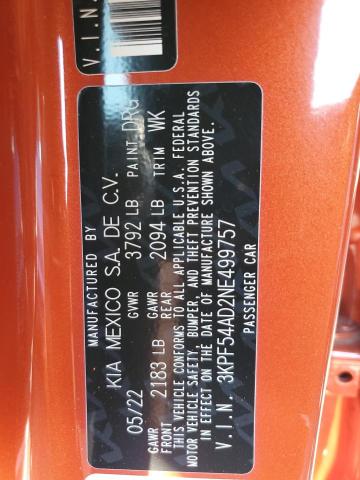 V.I.N.
MANUFACTURED BY
KIA MEXICO S.A. DE C.V.
05/22 GVWR 3792 LB PAINT DRG
GAWR FRONT 2183 LB GAWR REAR 2094 LB TRIM WK
THIS VEHICLE CONFORMS TO ALL APPLICABLE U.S.A. FEDERAL
MOTOR VEHICLE SAFETY, BUMPER, AND THEFT PREVENTION STANDARDS
IN EFFECT ON THE DATE OF MANUFACTURE SHOWN ABOVE.
V.I.N. 3KPF54AD2NE499757
PASSENGER CAR